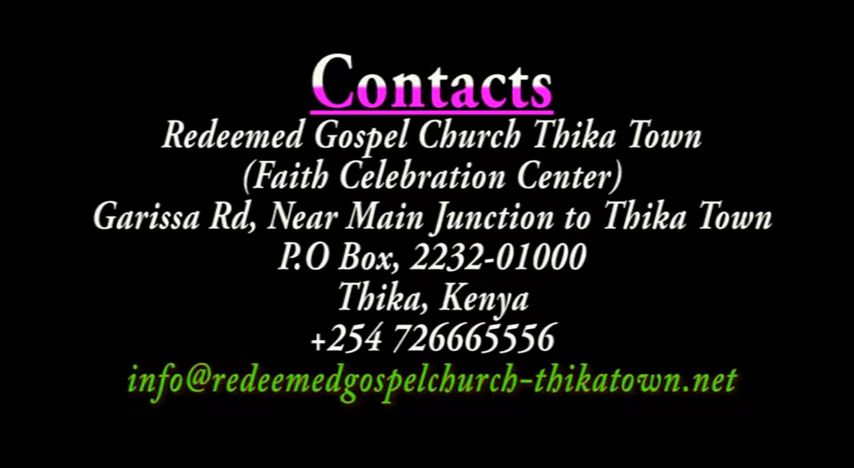 Contacts
Redeemed Gospel Church Thika Town
(Faith Celebration Center)
Garissa Rd, Near Main Junction to Thika Town
P.O Box, 2232-01000
Thika, Kenya
+254 726665556
info@redeemedgospelchurch-thikatown.net